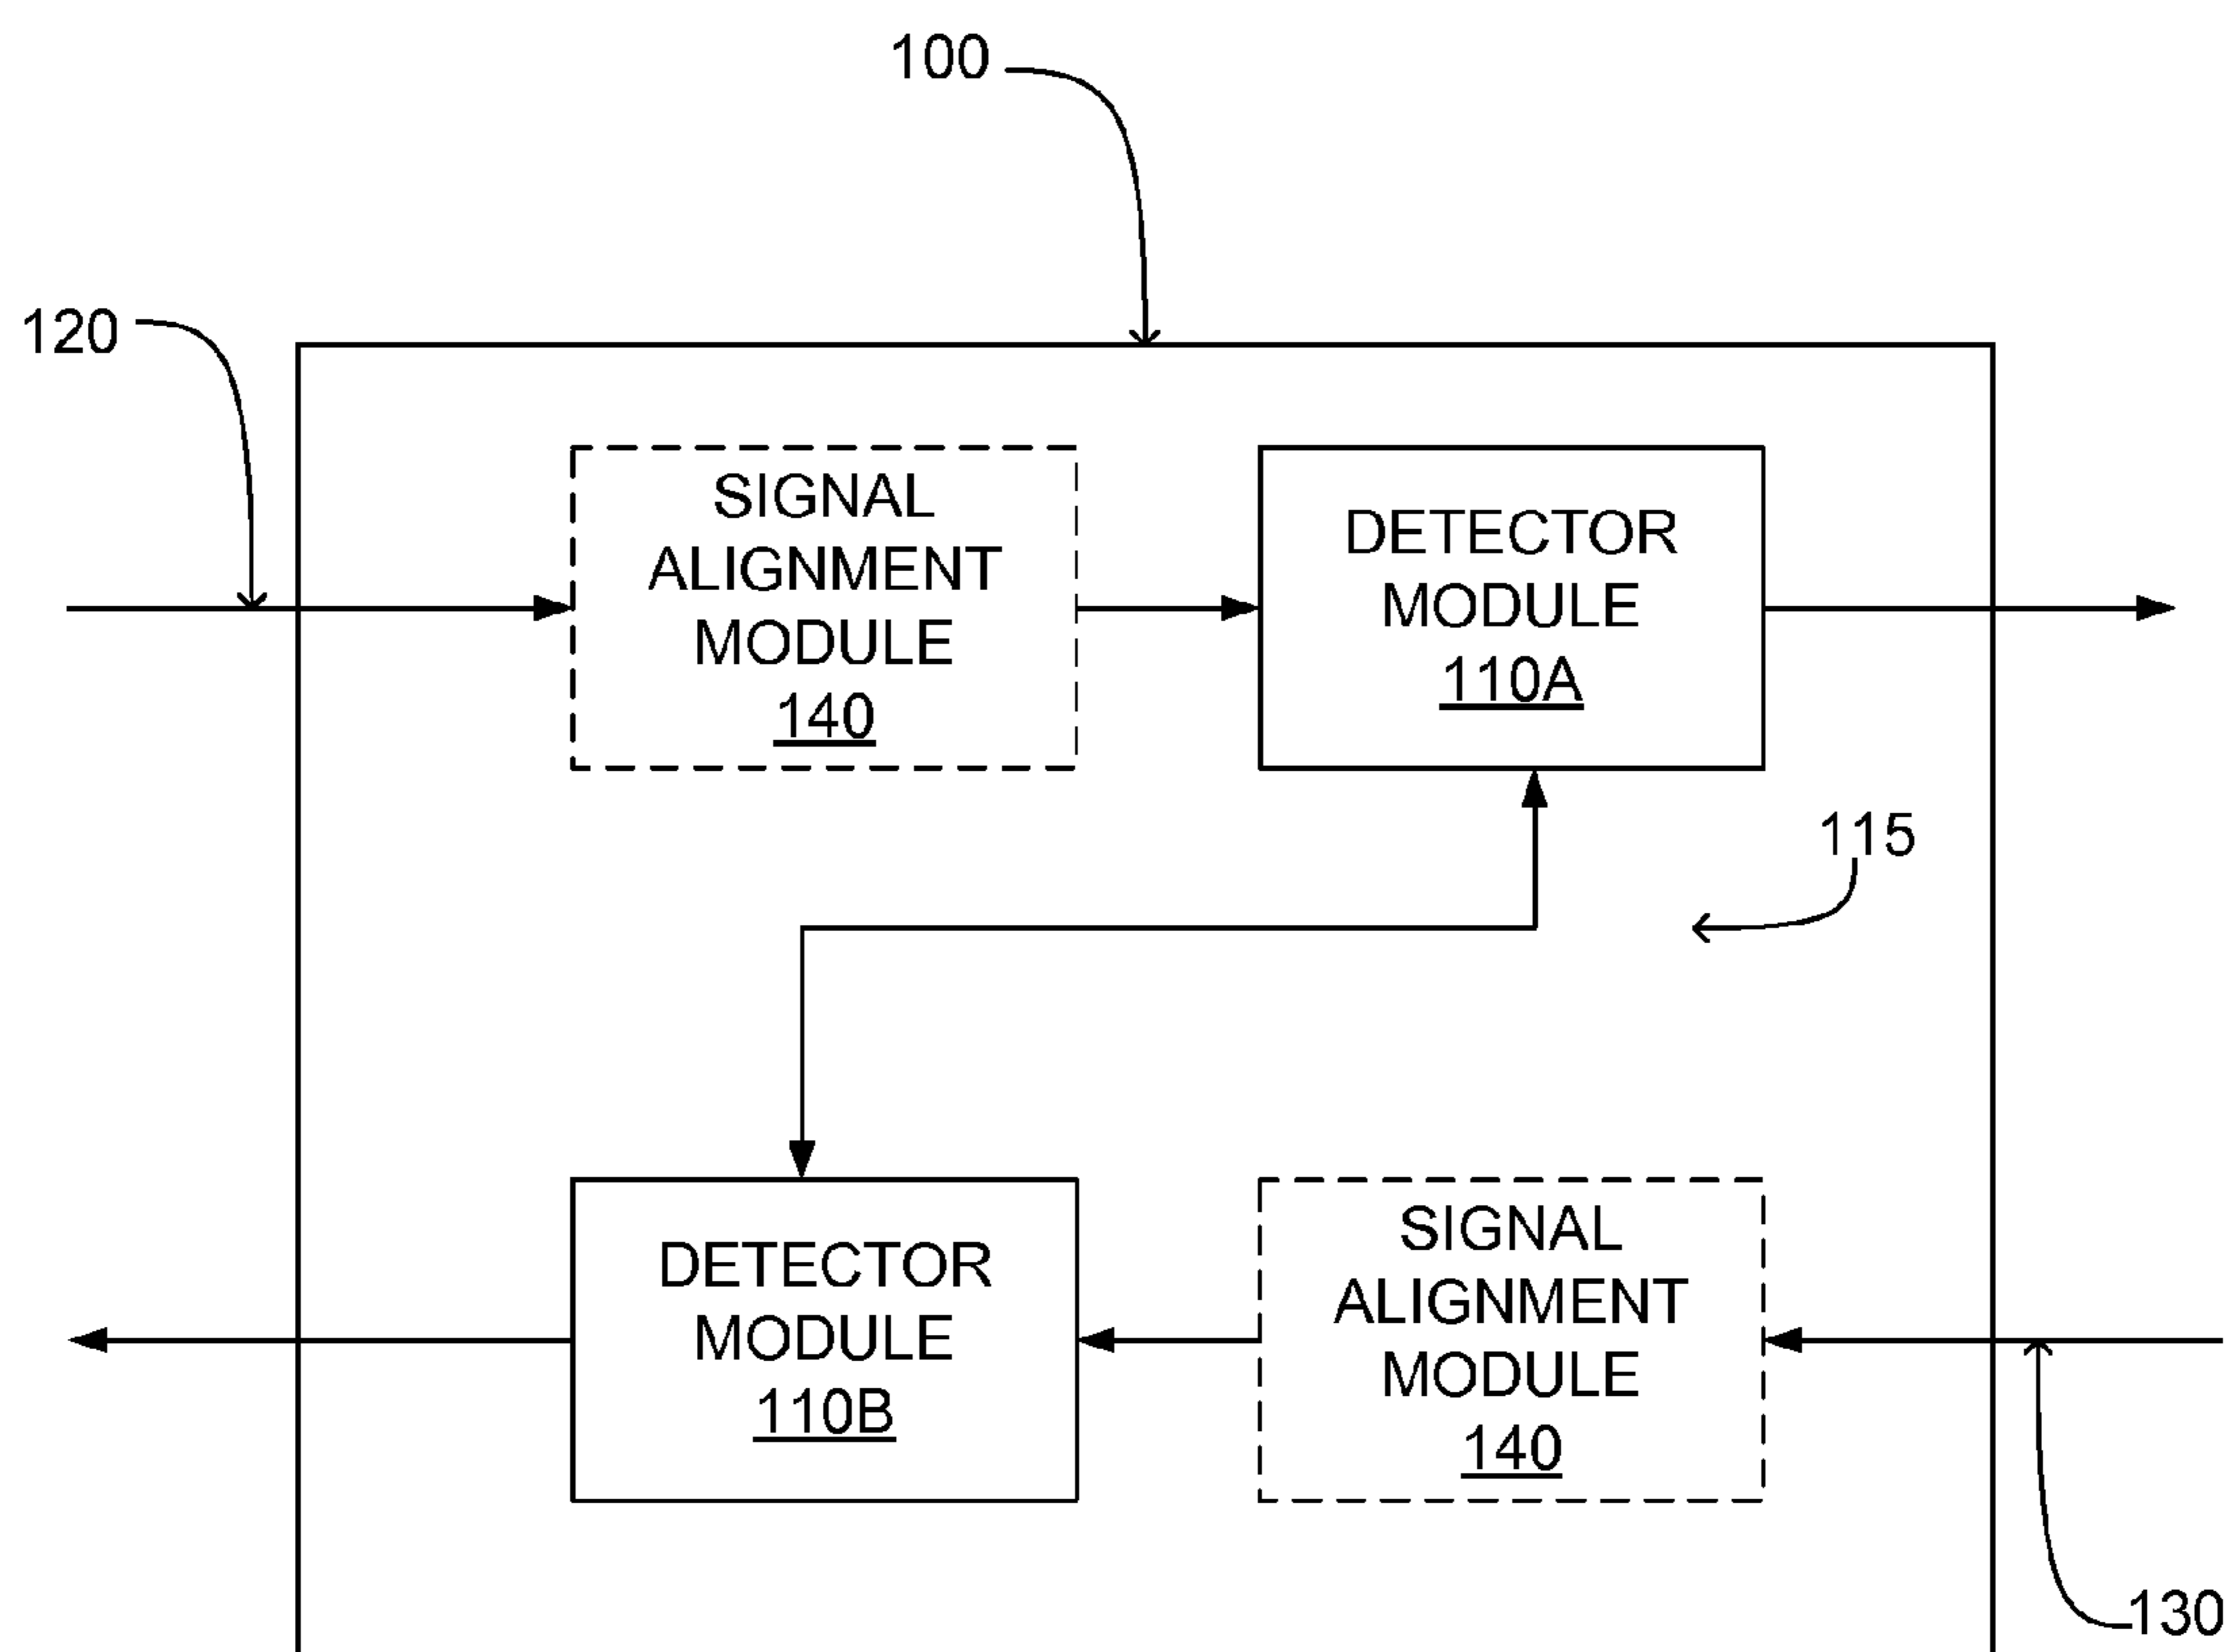 100
120
SIGNAL
ALIGNMENT
MODULE
140
DETECTOR
MODULE
110A
115
DETECTOR
MODULE
110B
SIGNAL
ALIGNMENT
MODULE
140
130